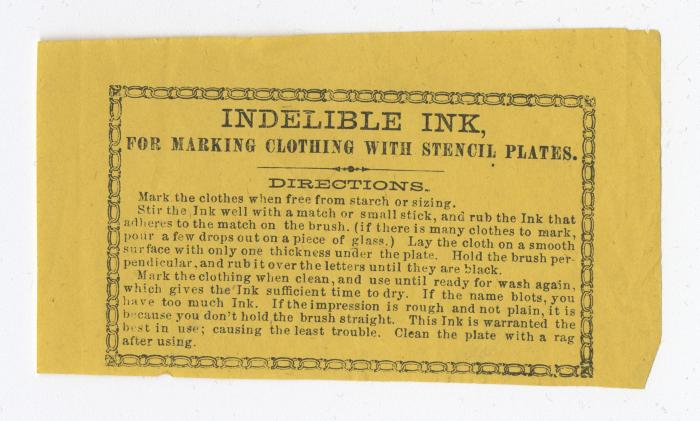 INDELIBLE INK,
FOR MARKING CLOTHING WITH STENCIL PLATES.
DIRECTIONS.
Mark the clothes when free from starch or sizing.
Stir the Ink well with a match or small stick, and rub the Ink that
adheres to the match on the brush. (if there is many clothes to mark,
pour a few drops out on a piece of glass.) Lay the cloth on a smooth
surface with only one thickness under the plate. Hold the brush per-
pendicular, and rub it over the letters until they are black.
Mark the clothing when clean, and use until ready for wash again,
which gives the Ink sufficient time to dry. If the name blots, you
have too much Ink. If the impression is rough and not plain, it is
because you don't hold the brush straight. This Ink is warranted the
best in use; causing the least trouble. Clean the plate with a rag
after using.